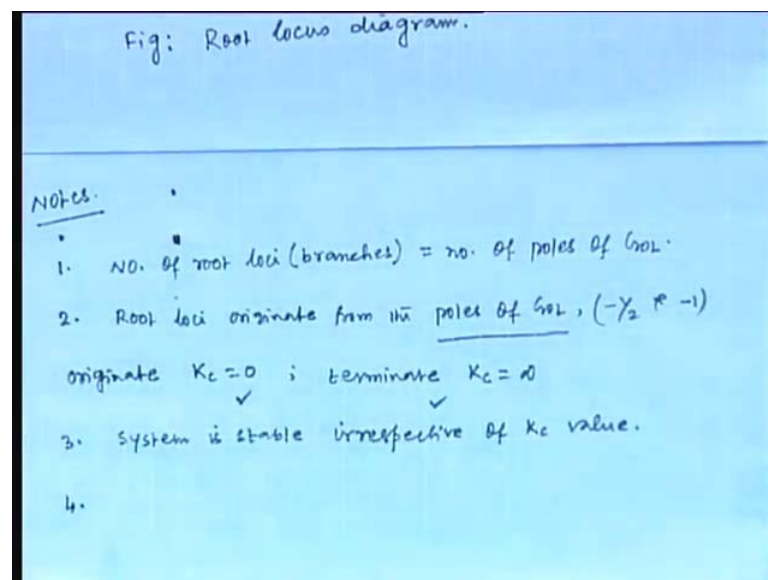 Fig: Root locus diagram.
Notes.
1. No. of root loci (branches) = no. of poles of GOL.
2. Root loci originate from the poles of GOL, (-1/2 & -1)
originate Kc = 0 ; terminate Kc = ∞
✓ ✓
3. System is stable irrespective of Kc value.
4.